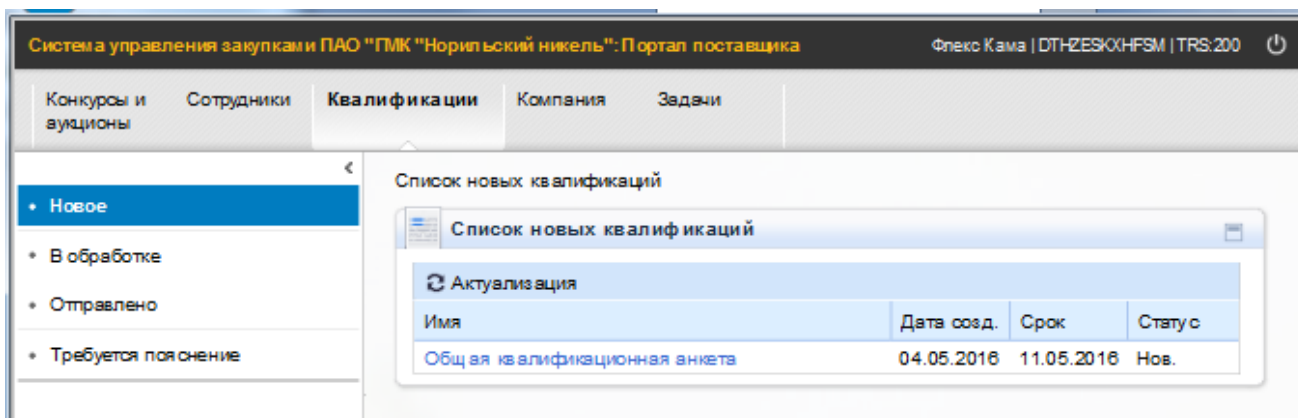 Система управления закупками ПАО "ГМК "Норильский никель": Портал поставщика Флекс Кама | DTHZESKXHFSM | TRS:200
Конкурсы и аукционы Сотрудники Квалификации Компания Задачи
Список новых квалификаций
• Новое
Список новых квалификаций
• В обработке
Актуализация
• Отправлено
Имя Дата созд. Срок Статус
• Требуется пояснение
Общая квалификационная анкета 04.05.2016 11.05.2016 Нов.